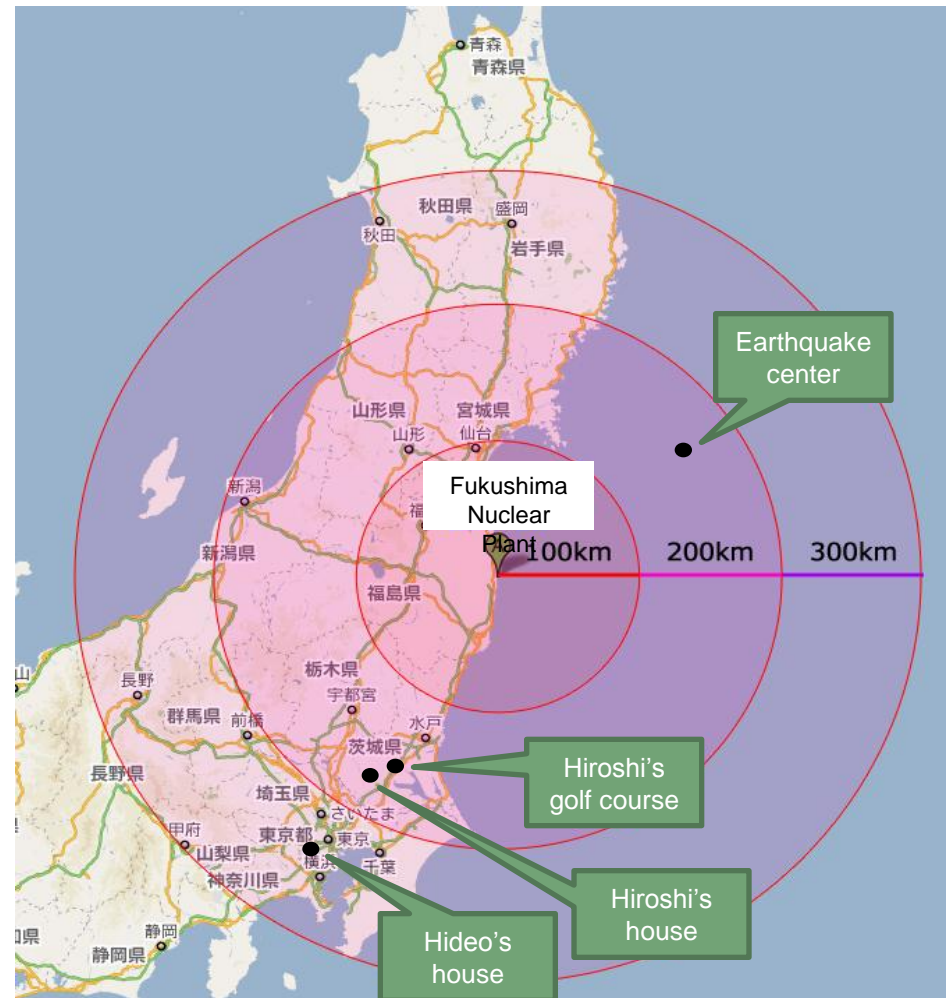 青森
青森県
秋田県
盛岡
秋田
岩手県
Earthquake
center
山形県
宮城県
山形
仙台
新潟
Fukushima
Nuclear
Plant
福
100km
200km
300km
新潟県
福島県
栃木県
山
長野
宇都宮
群馬県
前橋
水戸
茨城県
Hiroshi's
golf course
長野県
埼玉県
さいたま
甲府
東京都
東京
山梨県
横浜
千葉
神奈川県
Hiroshi's
house
静岡
静岡県
県
Hideo's
house